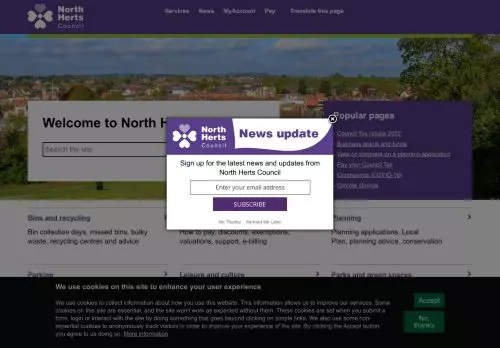 North
Herts
Council
Services News MyAccount Pay Translate this page
Welcome to North H
Search the site
Popular pages
Council Tax rebate 2022
Business grants and funds
View or comment on a planning application
Pay your Council Tax
Coronavirus (COVID-19)
Climate change
North
Herts
Council
News update
Sign up for the latest news and updates from
North Herts Council
Enter your email address
SUBSCRIBE
No Thanks Remind Me Later
Bins and recycling
Bin collection days, missed bins, bulky
waste, recycling centres and advice
How to pay, discounts, exemptions,
valuations, support, e-billing
Planning
Planning applications, Local
Plan, planning advice, conservation
Parking
Leisure and culture
Parks and green spaces
We use cookies on this site to enhance your user experience
We use cookies to collect information about how you use this website. This information allows us to improve our services. Some
cookies on this site are essential, and the site won't work as expected without them. These cookies are set when you submit a
form, login or interact with the site by doing something that goes beyond clicking on simple links. We also use some non-
essential cookies to anonymously track visitors in order to improve your experience of the site. By clicking the Accept button
you agree to us doing so. More information
Accept
No,
thanks